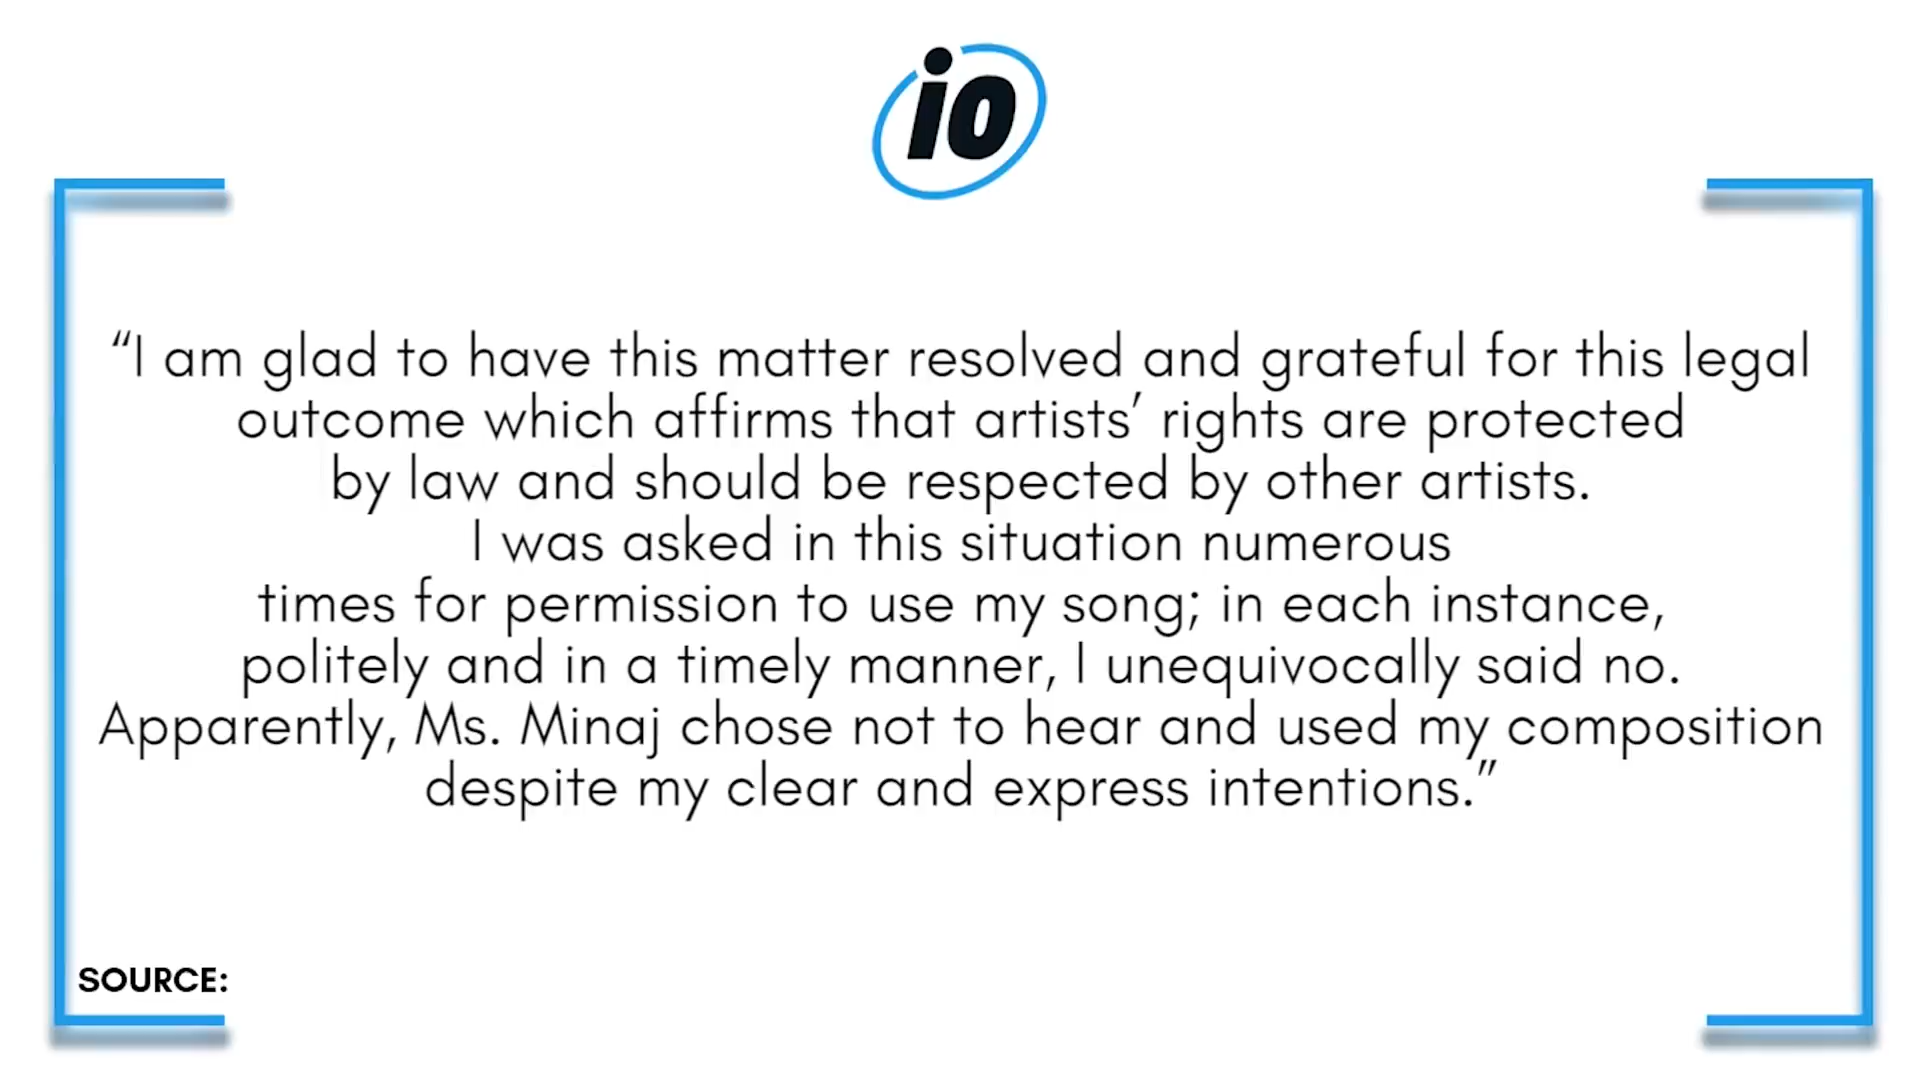 io
“I am glad to have this matter resolved and grateful for this legal
outcome which affirms that artists’ rights are protected
by law and should be respected by other artists.
I was asked in this situation numerous
times for permission to use my song; in each instance,
politely and in a timely manner, I unequivocally said no.
Apparently, Ms. Minaj chose not to hear and used my composition
despite my clear and express intentions.”
SOURCE: